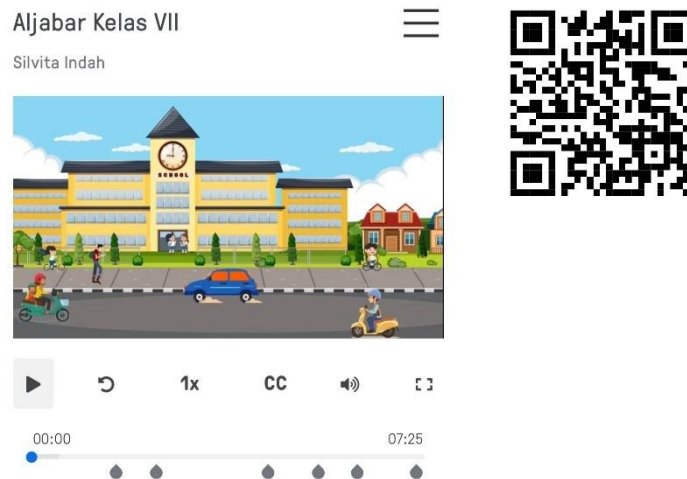 Aljabar Kelas VII
Silvita Indah
SCHOOL
1x
CC
00:00
07:25